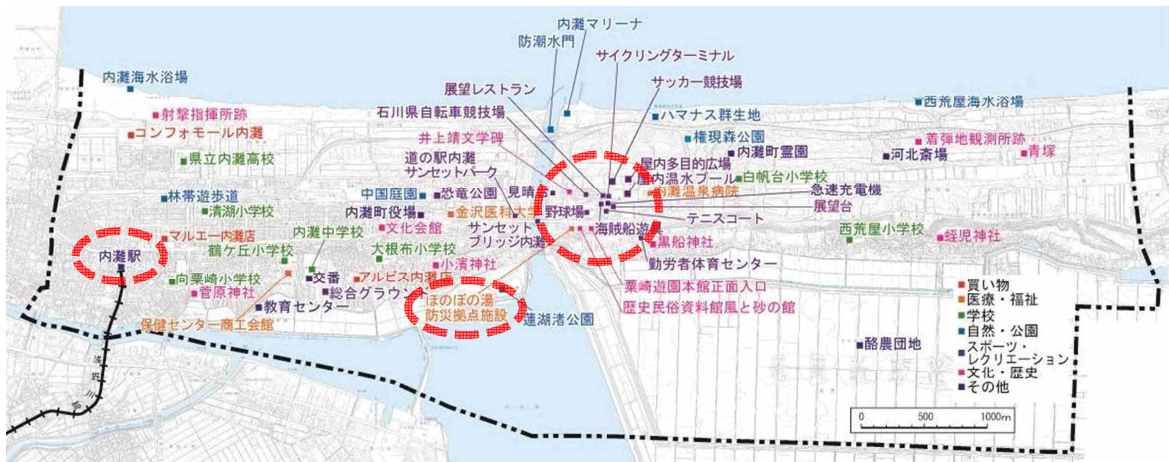 内灘マリーナ
防潮水門
サイクリングターミナル
内灘海水浴場
展望レストラン
サッカー競技場
石川県自転車競技場
西荒屋海水浴場
射撃指揮所跡
ハマナス群生地
コンフォモール内灘
井上靖文学碑
権現森公園
着弾地観測所跡
県立内灘高校
道の駅内灘
サンセットパーク
屋内多目的広場
内灘町霊園
河北斎場
青塚
屋内温水プール
白帆台小学校
林帯遊歩道
中国庭園
恐竜公園
見晴
内灘温泉病院
急速充電機
清湖小学校
内灘町役場
金沢医科大学
野球場
展望台
テニスコート
マルエー内灘店
内灘中学校
文化会館
サンセット
ブリッジ内灘
海賊船遊具
西荒屋小学校
蛭児神社
内灘駅
鶴ケ丘小学校
大根布小学校
黒船神社
向粟崎小学校
交番
アルビス内灘店
小濱神社
勤労者体育センター
菅原神社
総合グラウンド
粟崎遊園本館正面入口
教育センター
ほのぼの湯
防災拠点施設
歴史民俗資料館風と砂の館
保健センター商工会館
蓮湖渚公園
酪農団地
浅野川
買い物
医療・福祉
学校
自然・公園
スポーツ・
レクリエーション
文化・歴史
その他
0 500 1000m